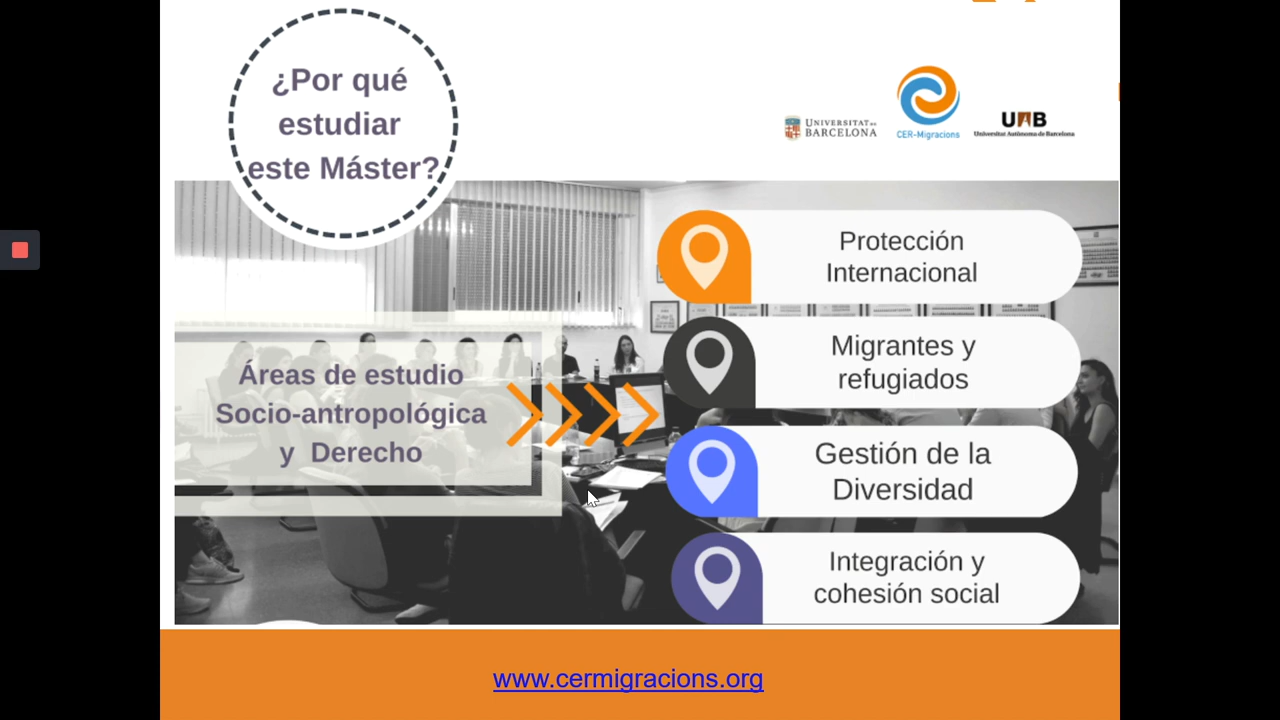 ¿Por qué
estudiar
este Máster?
UNIVERSITAT DE
BARCELONA
CER-Migracions
UAB
Universitat Autònoma de Barcelona
Protección
Internacional
Migrantes y
refugiados
Áreas de estudio
Socio-antropológica
y Derecho
Gestión de la
Diversidad
Integración y
cohesión social
www.cermigracions.org